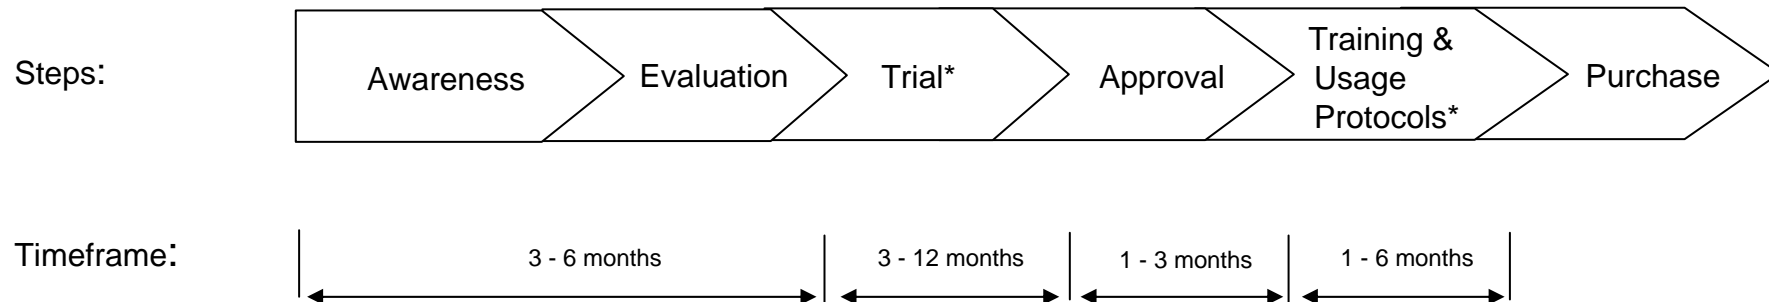 Steps:
Awareness
Evaluation
Trial*
Approval
Training &
Usage
Protocols*
Purchase
Timeframe:
3 - 6 months
3 - 12 months
1 - 3 months
1 - 6 months